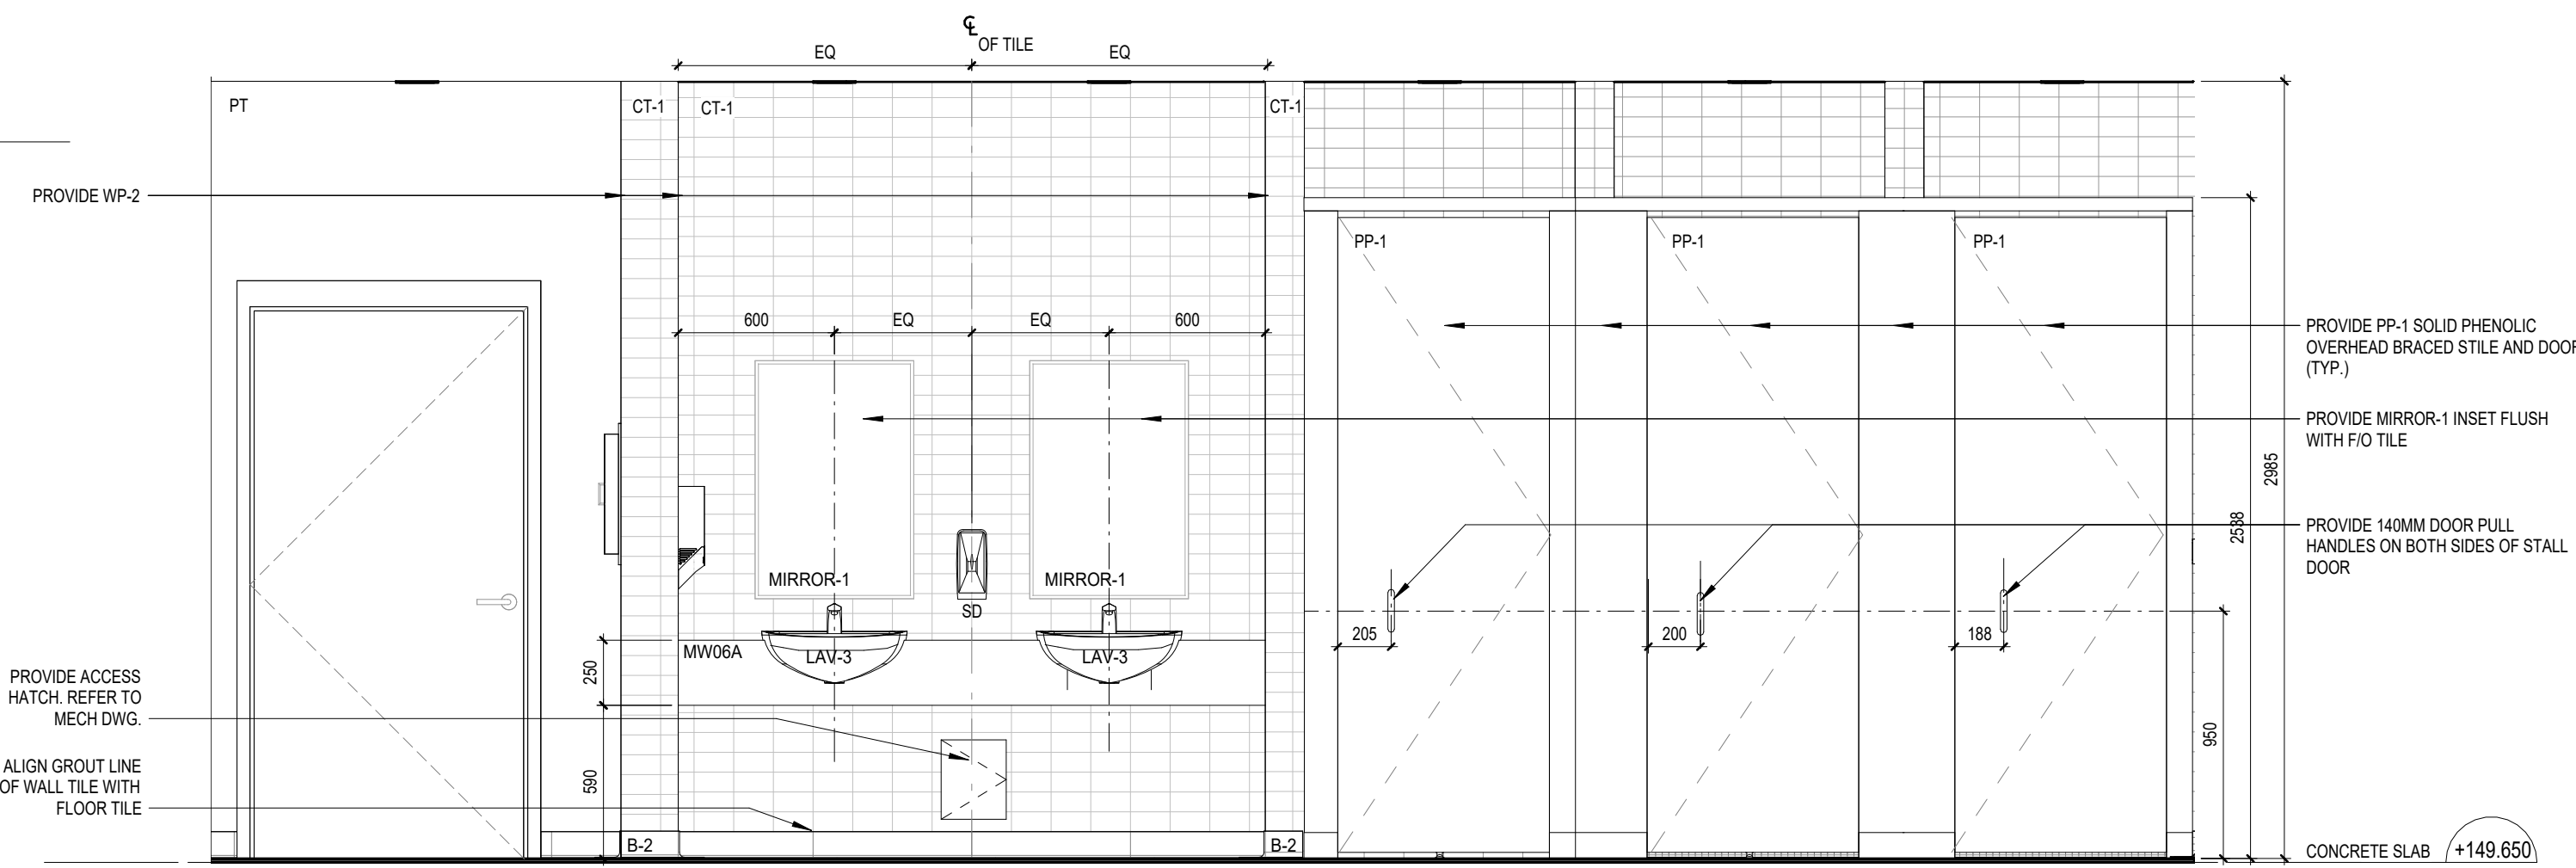 ℄
OF TILE
EQ
EQ
PT
CT-1
CT-1
CT-1
PROVIDE WP-2
PP-1
PP-1
PP-1
600
EQ
EQ
600
PROVIDE PP-1 SOLID PHENOLIC
OVERHEAD BRACED STILE AND DOOR
(TYP.)
PROVIDE MIRROR-1 INSET FLUSH
WITH F/O TILE
2985
2538
PROVIDE 140MM DOOR PULL
HANDLES ON BOTH SIDES OF STALL
DOOR
MIRROR-1
MIRROR-1
SD
205
200
188
MW06A
LAV-3
LAV-3
250
PROVIDE ACCESS
HATCH. REFER TO
MECH DWG.
950
590
ALIGN GROUT LINE
OF WALL TILE WITH
FLOOR TILE
B-2
B-2
CONCRETE SLAB
+149.650